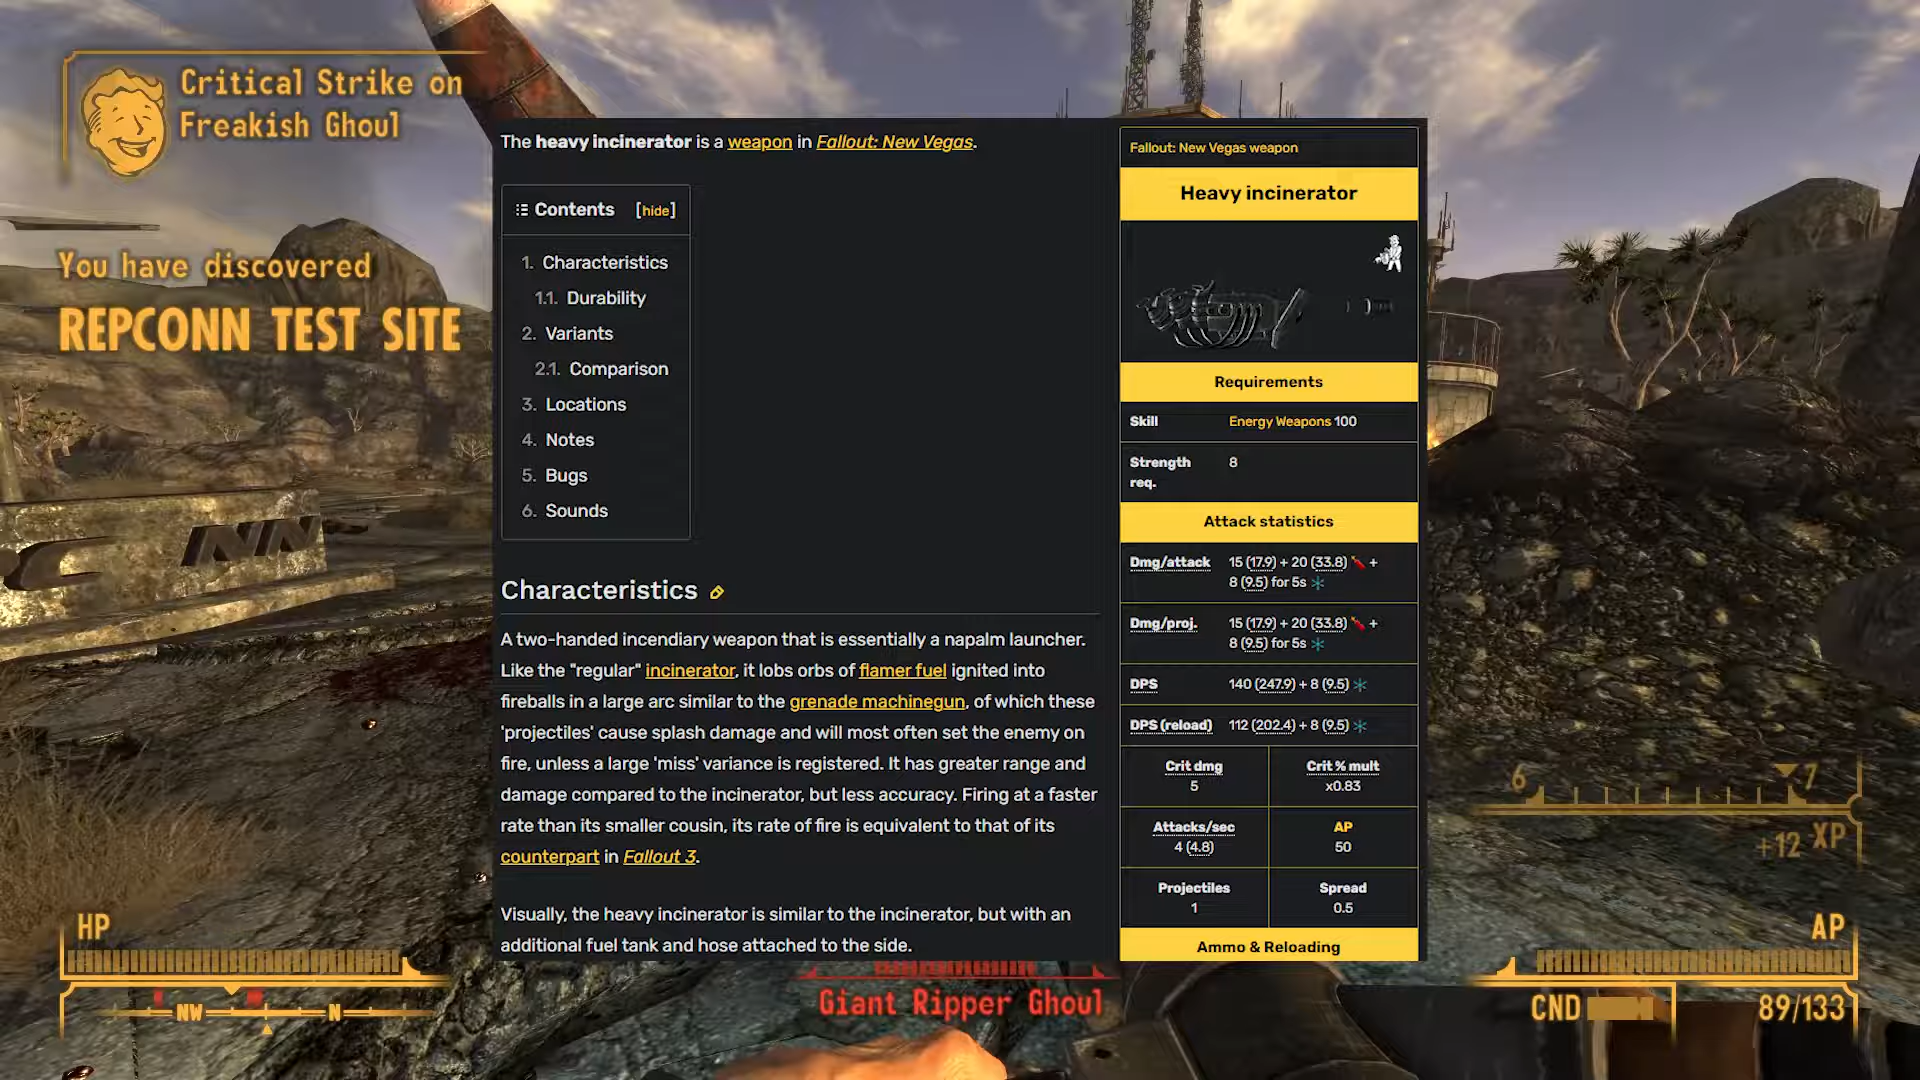 Critical Strike on
Freakish Ghoul
You have discovered
REPCONN TEST SITE
The heavy incinerator is a weapon in Fallout: New Vegas.
Contents [hide]
1. Characteristics
1.1. Durability
2. Variants
2.1. Comparison
3. Locations
4. Notes
5. Bugs
6. Sounds
Characteristics
A two-handed incendiary weapon that is essentially a napalm launcher.
Like the "regular" incinerator, it lobs orbs of flamer fuel ignited into
fireballs in a large arc similar to the grenade machinegun, of which these
'projectiles' cause splash damage and will most often set the enemy on
fire, unless a large 'miss' variance is registered. It has greater range and
damage compared to the incinerator, but less accuracy. Firing at a faster
rate than its smaller cousin, its rate of fire is equivalent to that of its
counterpart in Fallout 3.
Visually, the heavy incinerator is similar to the incinerator, but with an
additional fuel tank and hose attached to the side.
Fallout: New Vegas weapon
Heavy incinerator
Requirements
Skill Energy Weapons 100
Strength 8
req.
Attack statistics
Dmg/attack 15 (17.9) + 20 (33.8) +
8 (9.5) for 5s
Dmg/proj. 15 (17.9) + 20 (33.8) +
8 (9.5) for 5s
DPS 140 (247.9) + 8 (9.5)
DPS (reload) 112 (202.4) + 8 (9.5)
Crit dmg Crit % mult
5 x0.83
Attacks/sec AP
4 (4.8) 50
Projectiles Spread
1 0.5
Ammo & Reloading
6 7
+12 XP
HP
NW N
Giant Ripper Ghoul
AP
CND 89/133